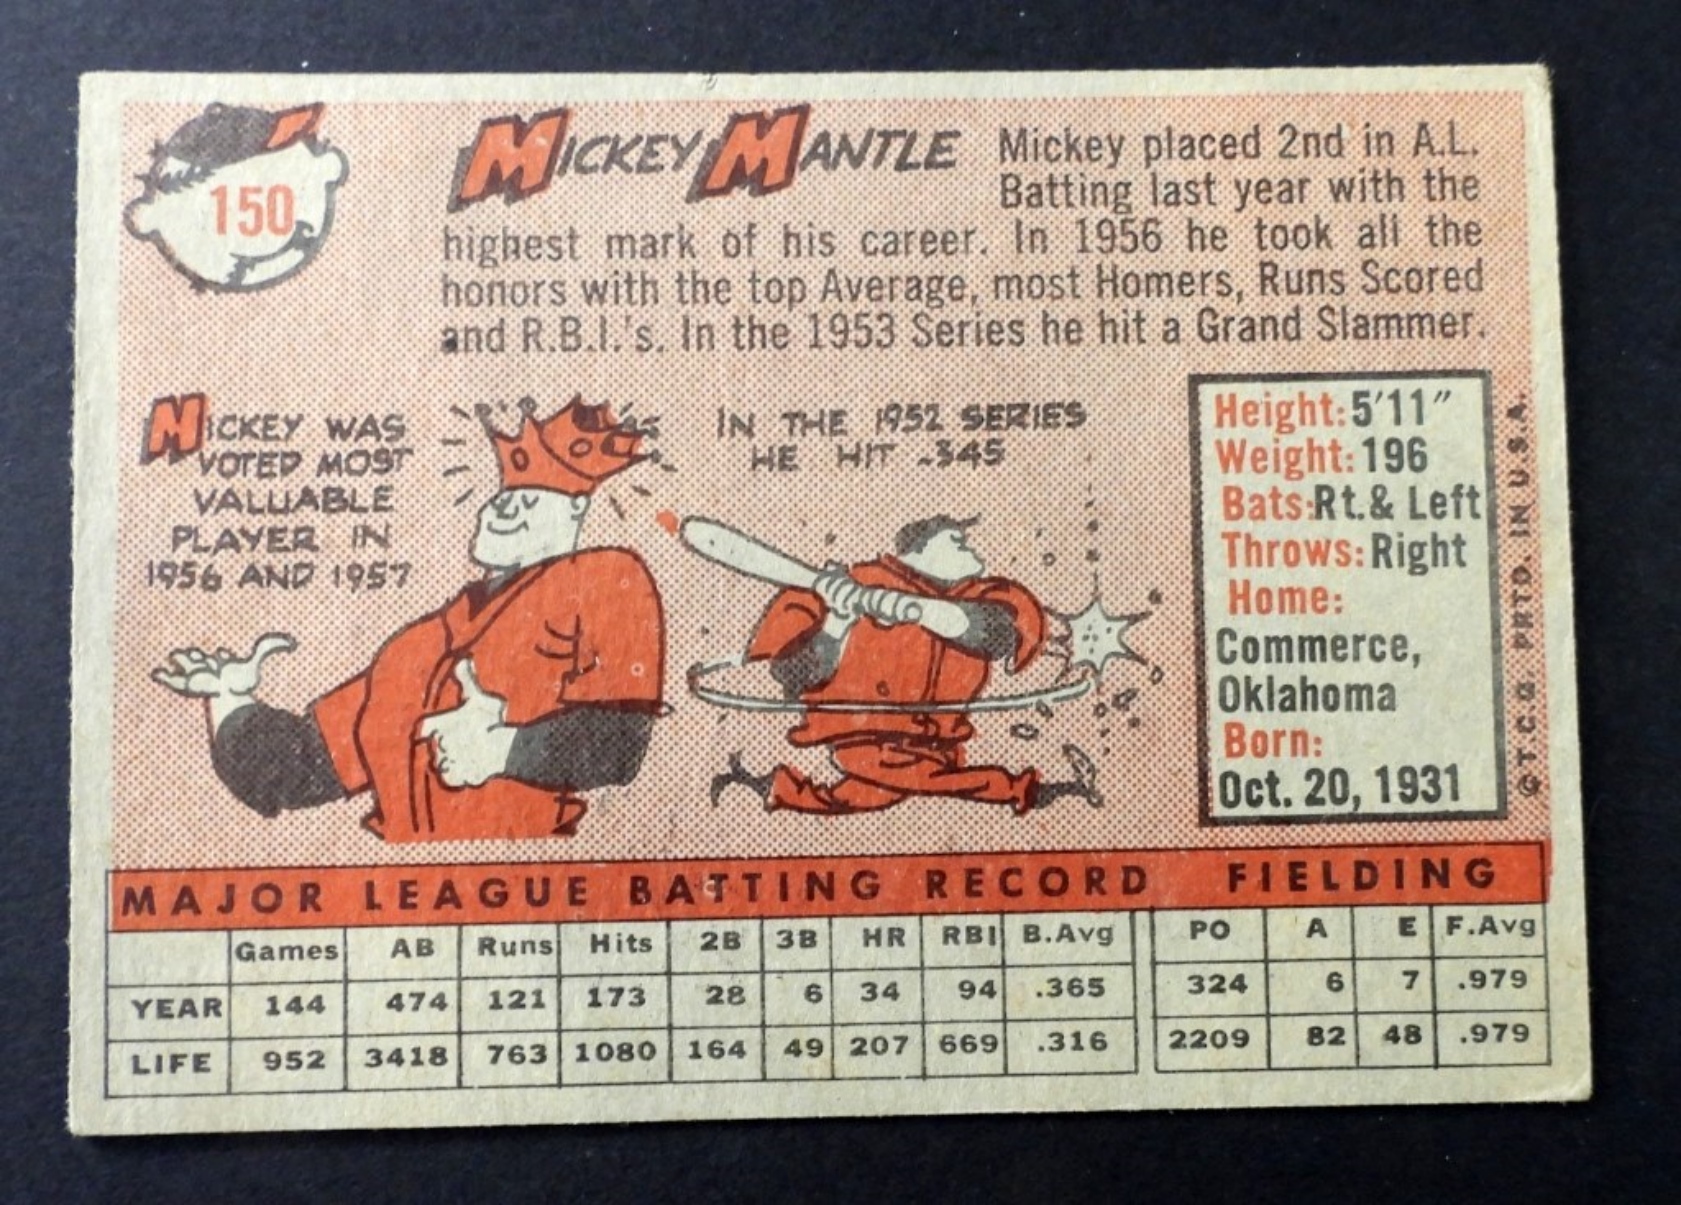 150
MICKEY MANTLE
Mickey placed 2nd in A.L.
Batting last year with the
highest mark of his career. In 1956 he took all the
honors with the top Average, most Homers, Runs Scored
and R.B.I.'s. In the 1953 Series he hit a Grand Slammer.
MICKEY WAS
VOTED MOST
VALUABLE
PLAYER IN
1956 AND 1957
IN THE 1952 SERIES
HE HIT .345
Height: 5'11"
Weight: 196
Bats: Rt. & Left
Throws: Right
Home:
Commerce,
Oklahoma
Born:
Oct. 20, 1931
© T.C.G. PRTD. IN U.S.A.
MAJOR LEAGUE BATTING RECORD FIELDING
Games AB Runs Hits 2B 3B HR RBI B.Avg PO A E F.Avg
YEAR 144 474 121 173 28 6 34 94 .365 324 6 7 .979
LIFE 952 3418 763 1080 164 49 207 669 .316 2209 82 48 .979